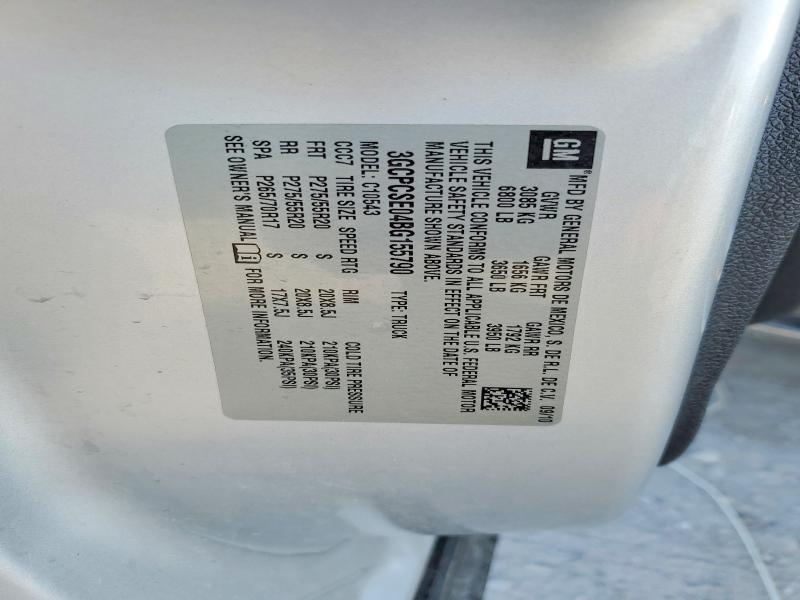 GM
® MFD BY GENERAL MOTORS DE MEXICO, S. DE R.L. DE C.V. 09/10
GVWR GAWR FRT GAWR RR
3085 KG 1656 KG 1792 KG
6800 LB 3650 LB 3950 LB
THIS VEHICLE CONFORMS TO ALL APPLICABLE U.S. FEDERAL MOTOR
VEHICLE SAFETY STANDARDS IN EFFECT ON THE DATE OF
MANUFACTURE SHOWN ABOVE.
3GCPCSE04BG155790 TYPE: TRUCK
MODEL: C10543
CCC7 TIRE SIZE SPEED RTG RIM COLD TIRE PRESSURE
FRT P275/55R20 S 20X8.5J 210KPA(30PSI)
RR P275/55R20 S 20X8.5J 210KPA(30PSI)
SPA P265/70R17 S 17X7.5J 240KPA(35PSI)
SEE OWNER'S MANUAL FOR MORE INFORMATION.